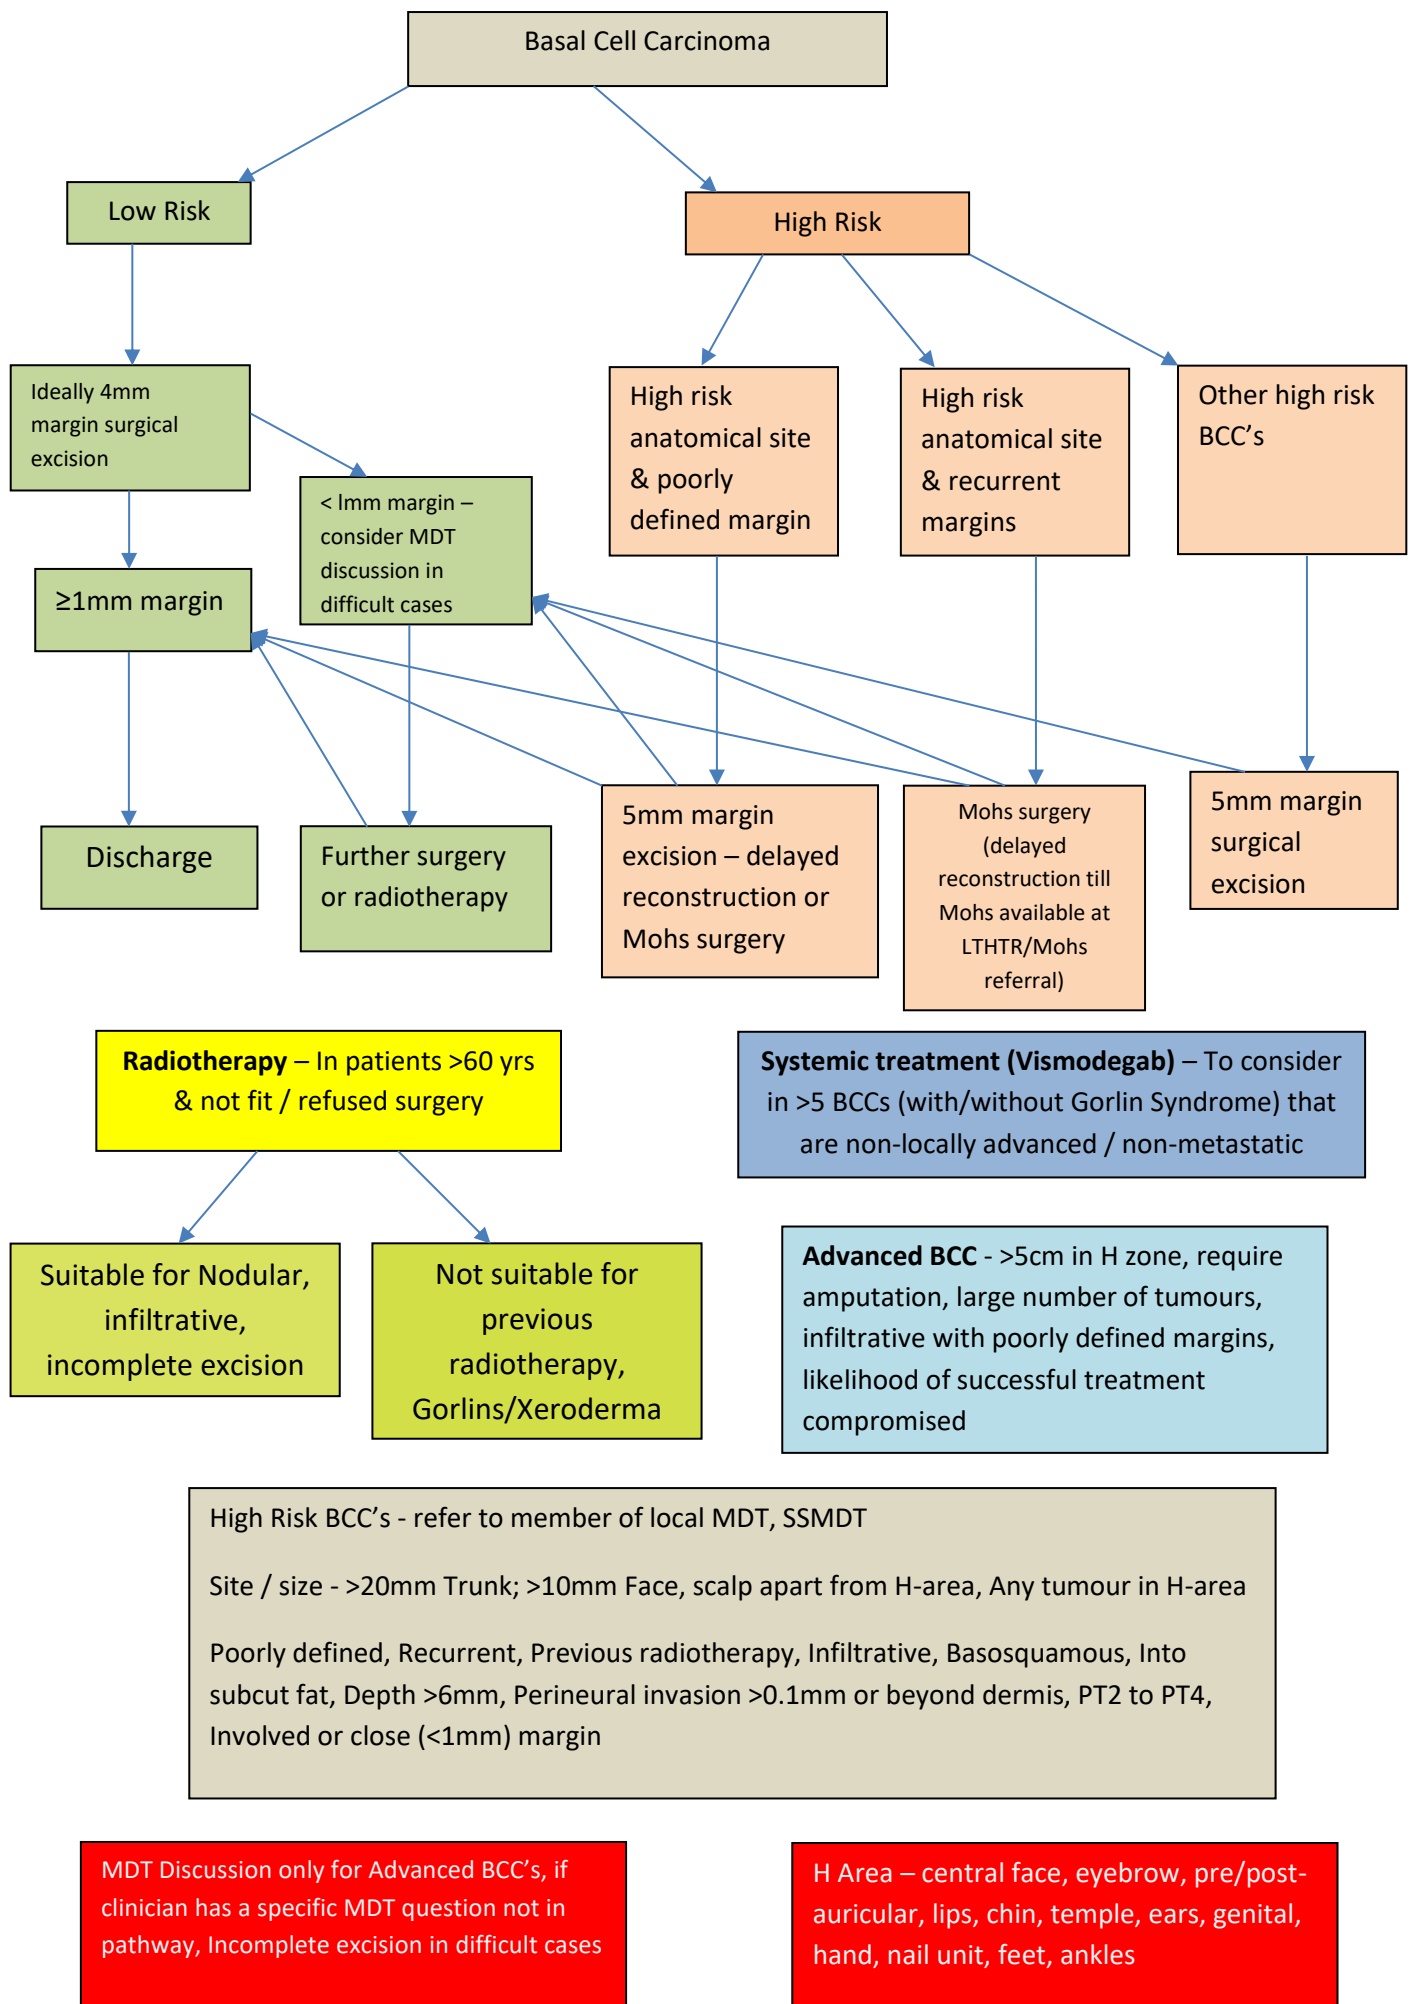 Basal Cell Carcinoma
Low Risk
High Risk
Ideally 4mm
margin surgical
excision
< lmm margin –
consider MDT
discussion in
difficult cases
High risk
anatomical site
& poorly
defined margin
High risk
anatomical site
& recurrent
margins
Other high risk
BCC’s
≥1mm margin
Discharge
Further surgery
or radiotherapy
5mm margin
excision – delayed
reconstruction or
Mohs surgery
Mohs surgery
(delayed
reconstruction till
Mohs available at
LTHTR/Mohs
referral)
5mm margin
surgical
excision
Radiotherapy – In patients >60 yrs
& not fit / refused surgery
Systemic treatment (Vismodegab) – To consider
in >5 BCCs (with/without Gorlin Syndrome) that
are non-locally advanced / non-metastatic
Suitable for Nodular,
infiltrative,
incomplete excision
Not suitable for
previous
radiotherapy,
Gorlins/Xeroderma
Advanced BCC - >5cm in H zone, require
amputation, large number of tumours,
infiltrative with poorly defined margins,
likelihood of successful treatment
compromised
High Risk BCC’s - refer to member of local MDT, SSMDT
Site / size - >20mm Trunk; >10mm Face, scalp apart from H-area, Any tumour in H-area
Poorly defined, Recurrent, Previous radiotherapy, Infiltrative, Basosquamous, Into
subcut fat, Depth >6mm, Perineural invasion >0.1mm or beyond dermis, PT2 to PT4,
Involved or close (<1mm) margin
MDT Discussion only for Advanced BCC’s, if
clinician has a specific MDT question not in
pathway, Incomplete excision in difficult cases
H Area – central face, eyebrow, pre/post-
auricular, lips, chin, temple, ears, genital,
hand, nail unit, feet, ankles